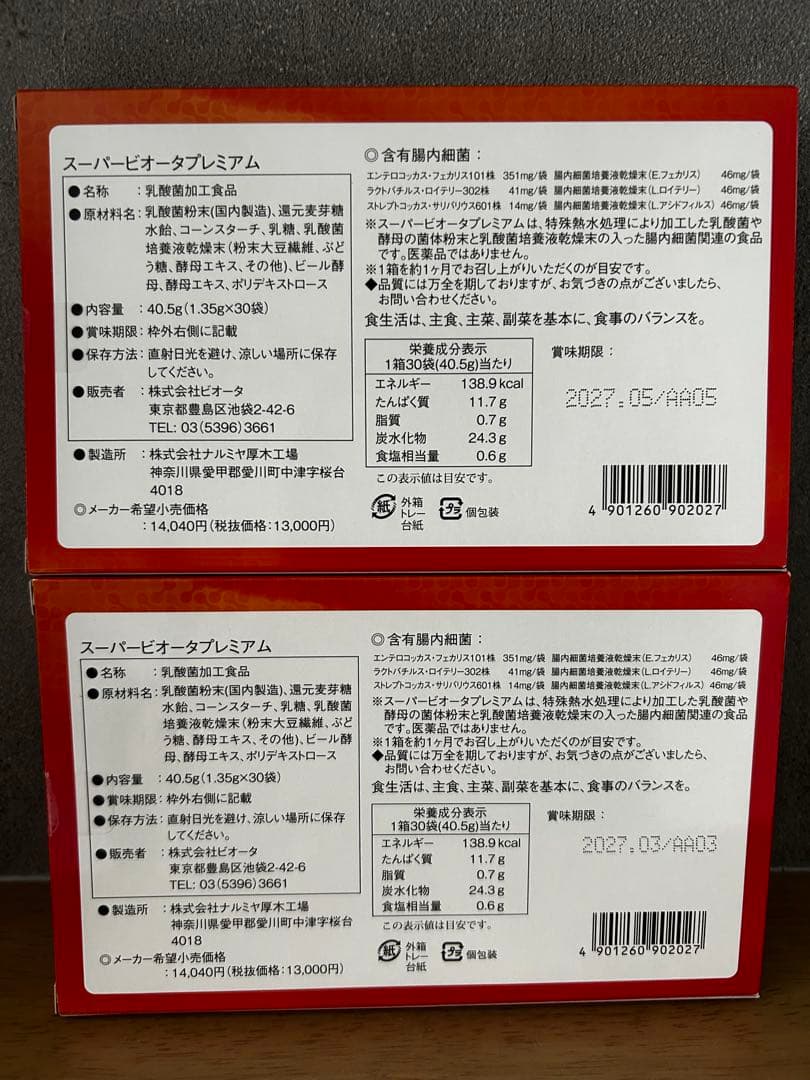 スーパービオータプレミアム
●名称　：乳酸菌加工食品
●原材料名：乳酸菌粉末(国内製造)、還元麦芽糖
水飴、コーンスターチ、乳糖、乳酸菌
培養液乾燥末（粉末大豆繊維、ぶど
う糖、酵母エキス、その他)、ビール酵
母、酵母エキス、ポリデキストロース
●内容量　：40.5g(1.35g×30袋)
●賞味期限：枠外右側に記載
●保存方法：直射日光を避け、涼しい場所に保存
してください。
●販売者　：株式会社ビオータ
東京都豊島区池袋2-42-6
TEL: 03(5396)3661
●製造所　：株式会社ナルミヤ厚木工場
神奈川県愛甲郡愛川町中津字桜台
4018
◎メーカー希望小売価格
：14,040円(税抜価格：13,000円)
◎含有腸内細菌：
エンテロコッカス・フェカリス101株　351mg/袋　腸内細菌培養液乾燥末(E.フェカリス)　46mg/袋
ラクトバチルス・ロイテリー302株　41mg/袋　腸内細菌培養液乾燥末(L.ロイテリー)　46mg/袋
ストレプトコッカス・サリバリウス601株　14mg/袋　腸内細菌培養液乾燥末(L.アシドフィルス)　46mg/袋
※スーパービオータプレミアムは、特殊熱水処理により加工した乳酸菌や
酵母の菌体粉末と乳酸菌培養液乾燥末の入った腸内細菌関連の食品
です。医薬品ではありません。
※1箱を約1ヶ月でお召し上がりいただくのが目安です。
◆品質には万全を期しておりますが、お気づきの点がございましたら、
お問い合わせください。
食生活は、主食、主菜、副菜を基本に、食事のバランスを。
栄養成分表示
1箱30袋(40.5g)当たり
エネルギー　138.9kcal
たんぱく質　11.7g
脂質　0.7g
炭水化物　24.3g
食塩相当量　0.6g
この表示値は目安です。
賞味期限：
2027.05/AA05
紙　外箱
トレー
台紙
プラ　個包装
4 901260 902027
スーパービオータプレミアム
●名称　：乳酸菌加工食品
●原材料名：乳酸菌粉末(国内製造)、還元麦芽糖
水飴、コーンスターチ、乳糖、乳酸菌
培養液乾燥末（粉末大豆繊維、ぶど
う糖、酵母エキス、その他)、ビール酵
母、酵母エキス、ポリデキストロース
●内容量　：40.5g(1.35g×30袋)
●賞味期限：枠外右側に記載
●保存方法：直射日光を避け、涼しい場所に保存
してください。
●販売者　：株式会社ビオータ
東京都豊島区池袋2-42-6
TEL: 03(5396)3661
●製造所　：株式会社ナルミヤ厚木工場
神奈川県愛甲郡愛川町中津字桜台
4018
◎メーカー希望小売価格
：14,040円(税抜価格：13,000円)
◎含有腸内細菌：
エンテロコッカス・フェカリス101株　351mg/袋　腸内細菌培養液乾燥末(E.フェカリス)　46mg/袋
ラクトバチルス・ロイテリー302株　41mg/袋　腸内細菌培養液乾燥末(L.ロイテリー)　46mg/袋
ストレプトコッカス・サリバリウス601株　14mg/袋　腸内細菌培養液乾燥末(L.アシドフィルス)　46mg/袋
※スーパービオータプレミアムは、特殊熱水処理により加工した乳酸菌や
酵母の菌体粉末と乳酸菌培養液乾燥末の入った腸内細菌関連の食品
です。医薬品ではありません。
※1箱を約1ヶ月でお召し上がりいただくのが目安です。
◆品質には万全を期しておりますが、お気づきの点がございましたら、
お問い合わせください。
食生活は、主食、主菜、副菜を基本に、食事のバランスを。
栄養成分表示
1箱30袋(40.5g)当たり
エネルギー　138.9kcal
たんぱく質　11.7g
脂質　0.7g
炭水化物　24.3g
食塩相当量　0.6g
この表示値は目安です。
賞味期限：
2027.03/AA03
紙　外箱
トレー
台紙
プラ　個包装
4 901260 902027